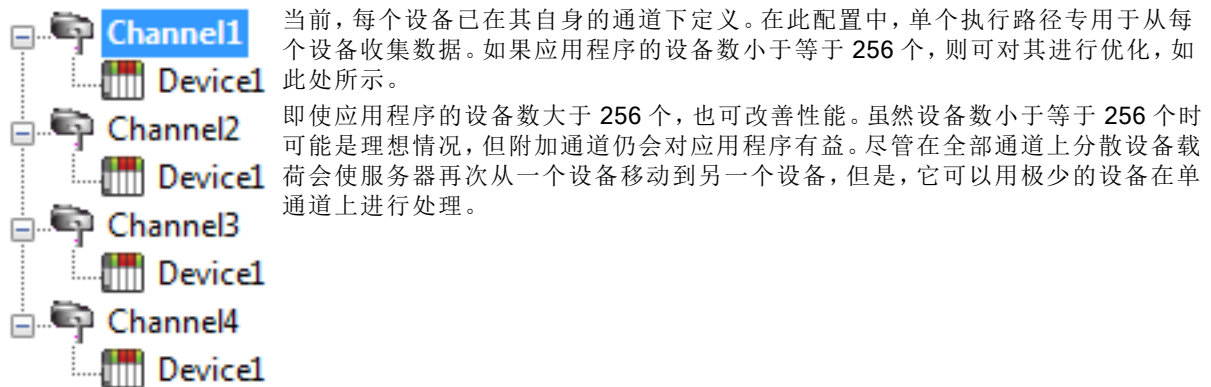 Channel1
Device1
Channel2
Device1
Channel3
Device1
Channel4
Device1
当前，每个设备已在其自身的通道下定义。在此配置中，单个执行路径专用于从每
个设备收集数据。如果应用程序的设备数小于等于 256 个，则可对其进行优化，如
此处所示。
即使应用程序的设备数大于 256 个，也可改善性能。虽然设备数小于等于 256 个时
可能是理想情况，但附加通道仍会对应用程序有益。尽管在全部通道上分散设备载
荷会使服务器再次从一个设备移动到另一个设备，但是，它可以用极少的设备在单
通道上进行处理。